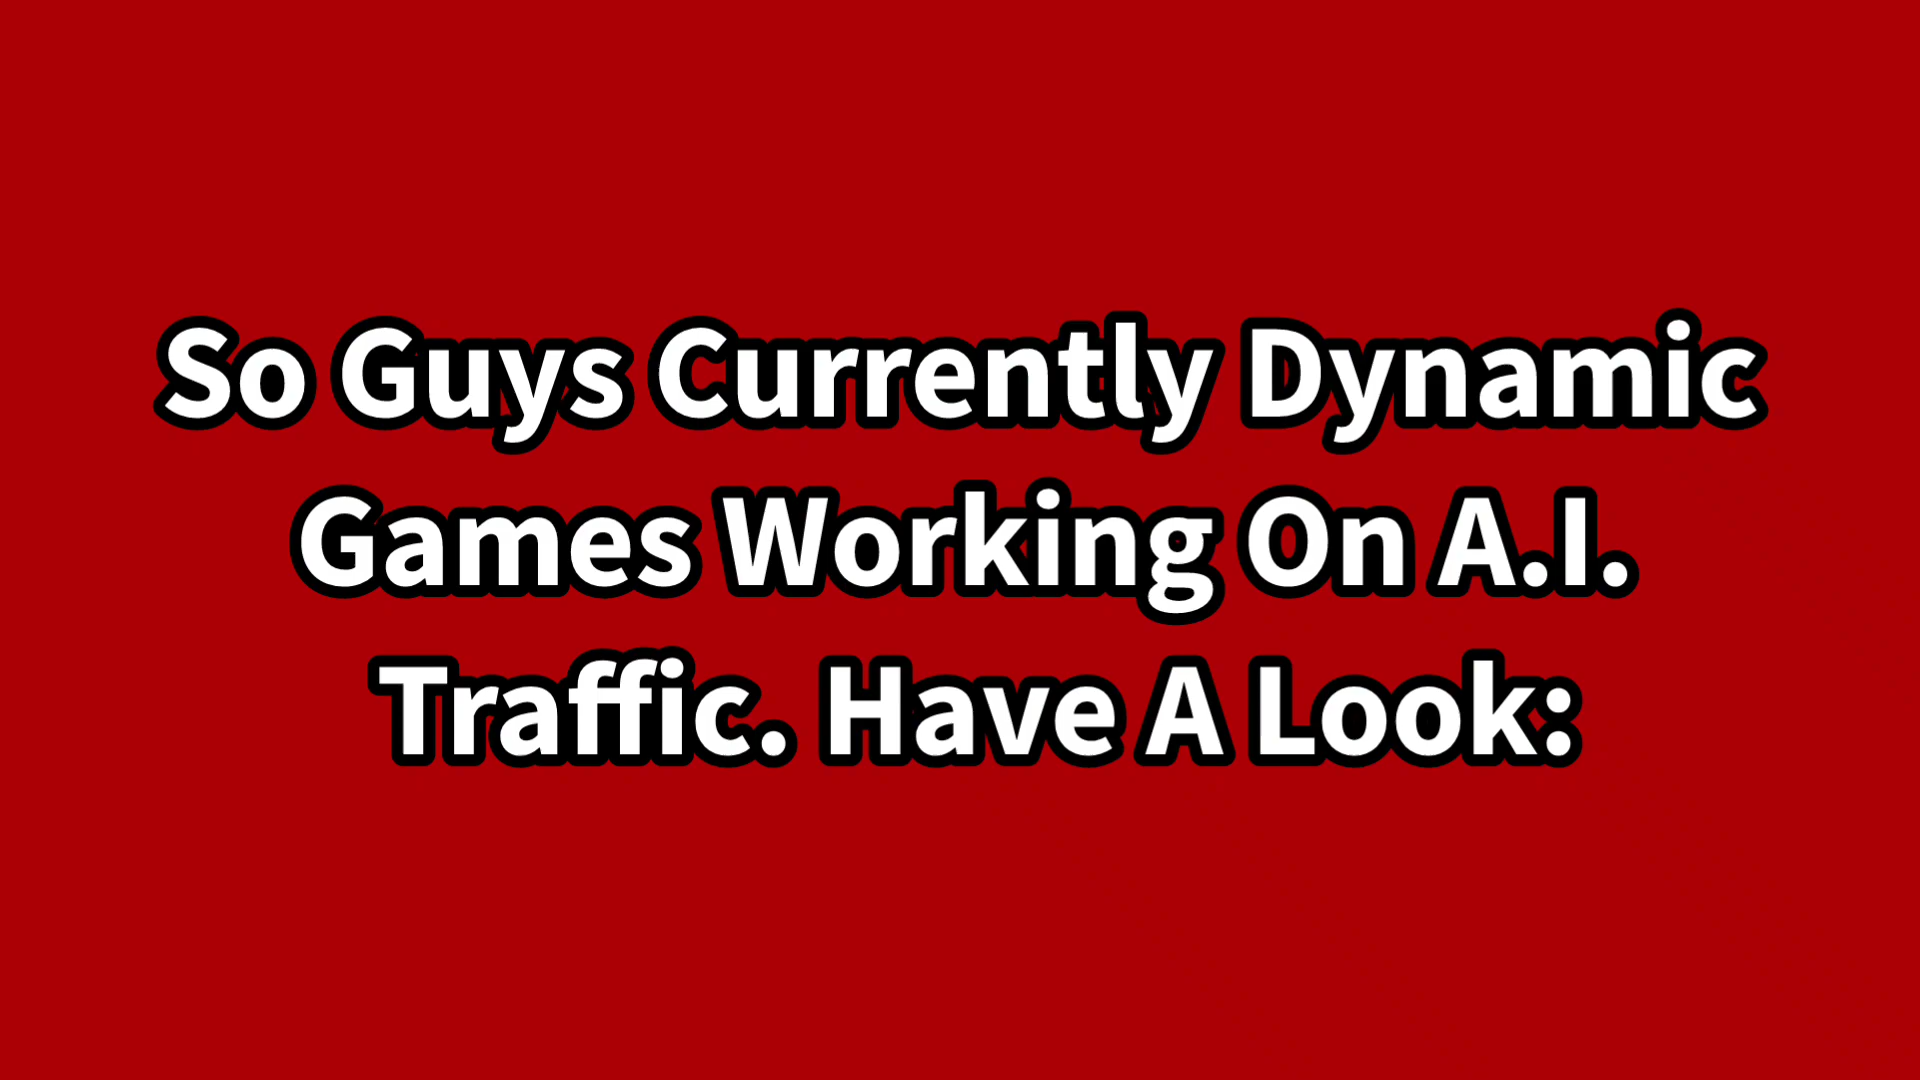 So Guys Currently Dynamic
Games Working On A.I.
Traffic. Have A Look: